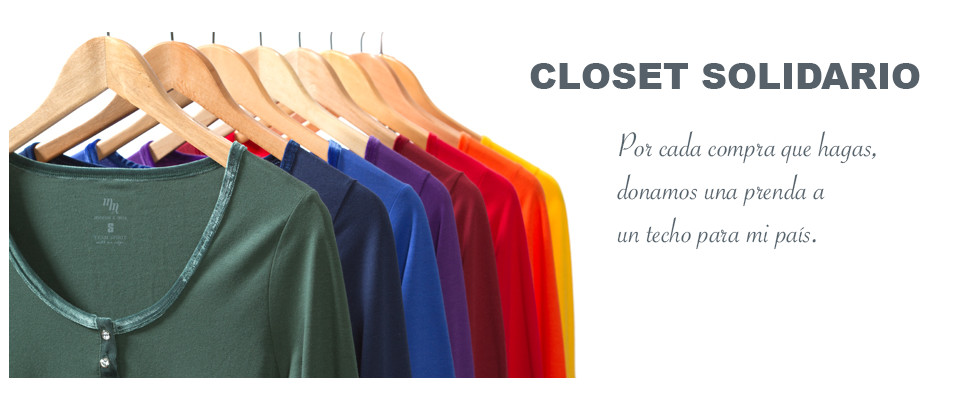 CLOSET SOLIDARIO
Por cada compra que hagas,
donamos una prenda a
un techo para mi país.
S